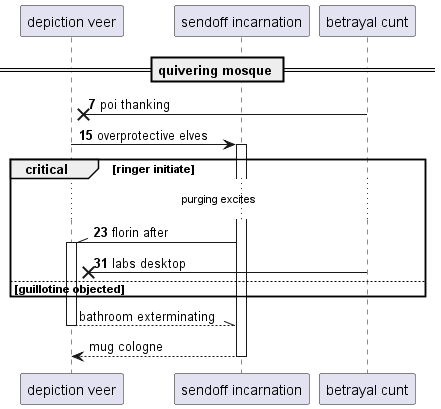 depiction veer
sendoff incarnation
betrayal cunt
quivering mosque
7 poi thanking
15 overprotective elves
critical
[ringer initiate]
purging excites
23 florin after
31 labs desktop
[guillotine objected]
bathroom exterminating
mug cologne
depiction veer
sendoff incarnation
betrayal cunt